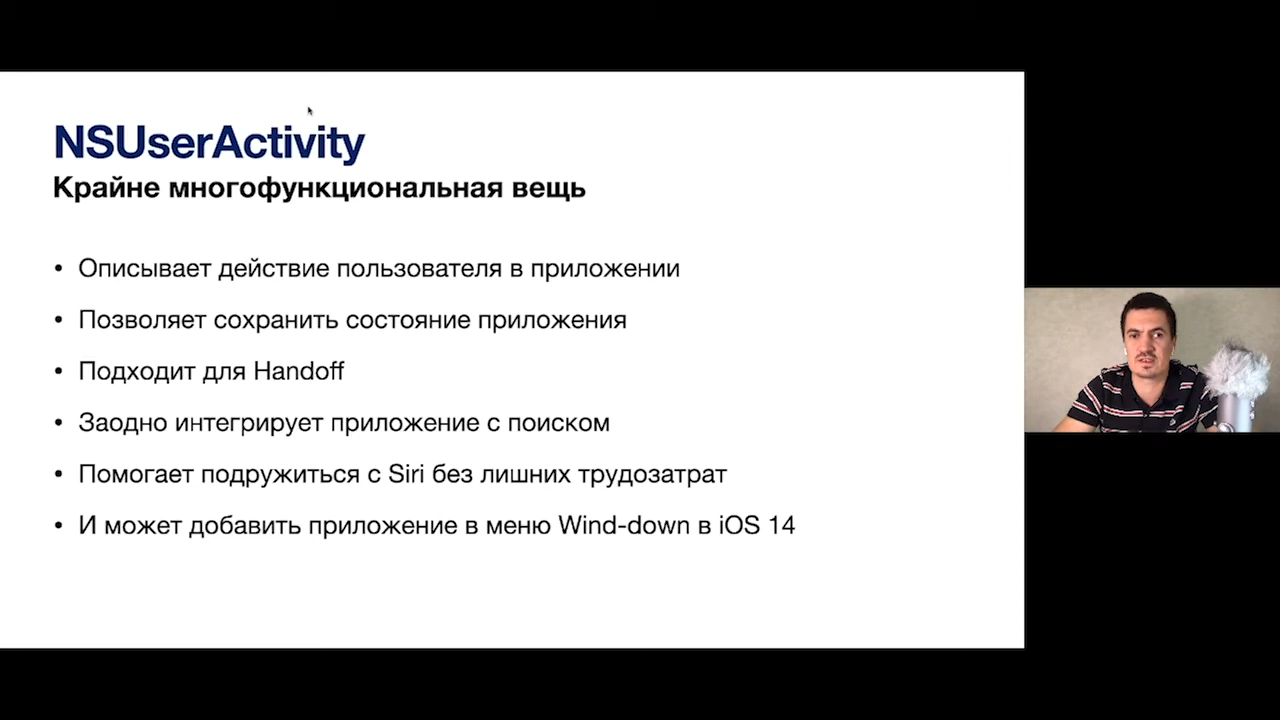 NSUserActivity
Крайне многофункциональная вещь
• Описывает действие пользователя в приложении
• Позволяет сохранить состояние приложения
• Подходит для Handoff
• Заодно интегрирует приложение с поиском
• Помогает подружиться с Siri без лишних трудозатрат
• И может добавить приложение в меню Wind-down в iOS 14